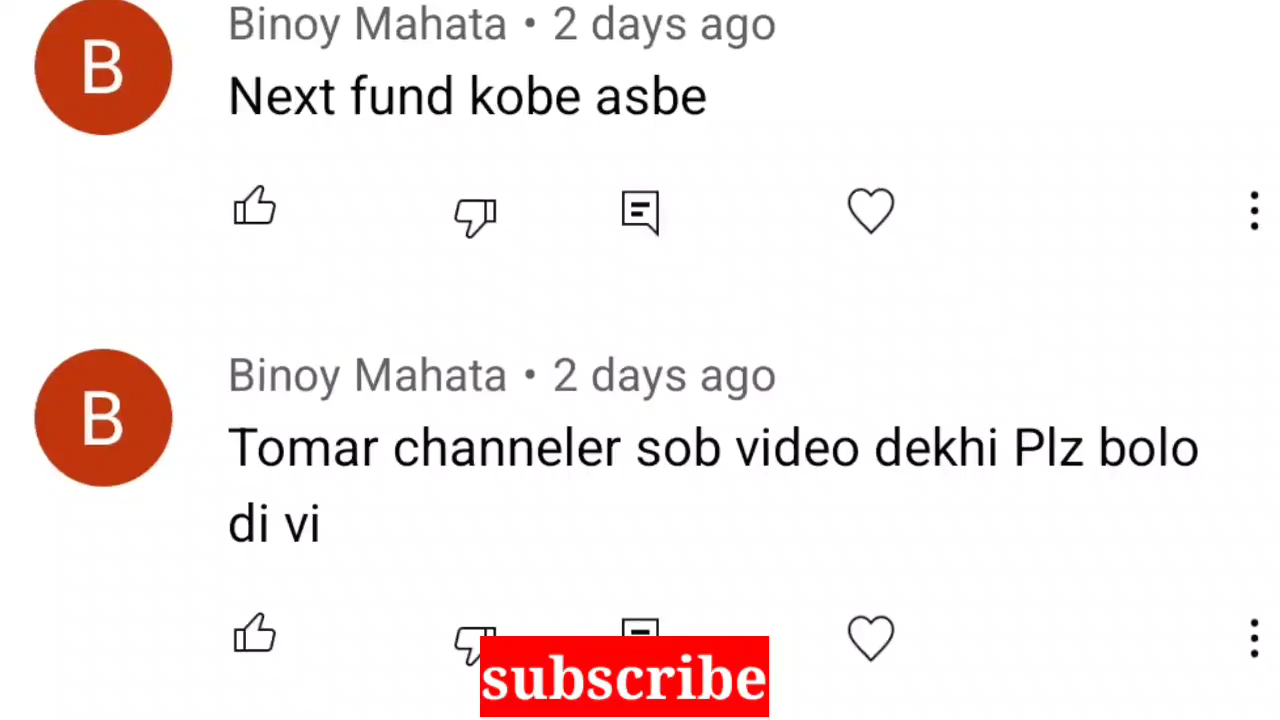 B
Binoy Mahata • 2 days ago
Next fund kobe asbe
B
Binoy Mahata • 2 days ago
Tomar channeler sob video dekhi Plz bolo
di vi
subscribe